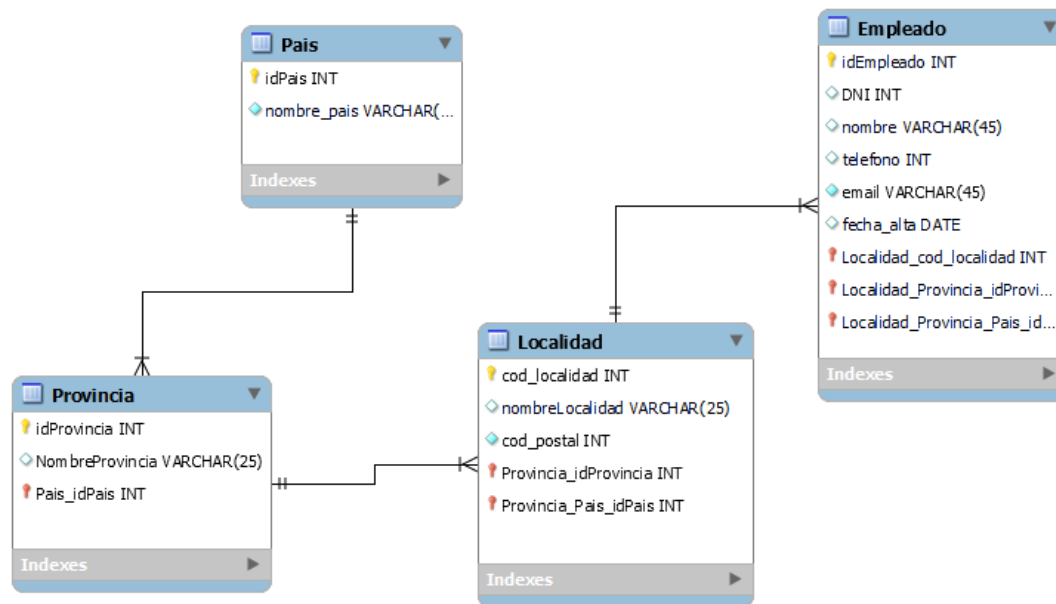 Pais
idPais INT
nombre_pais VARCHAR(...
Indexes
Empleado
idEmpleado INT
DNI INT
nombre VARCHAR(45)
telefono INT
email VARCHAR(45)
fecha_alta DATE
Localidad_cod_localidad INT
Localidad_Provincia_idProvi...
Localidad_Provincia_Pais_id...
Indexes
Provincia
idProvincia INT
NombreProvincia VARCHAR(25)
Pais_idPais INT
Indexes
Localidad
cod_localidad INT
nombreLocalidad VARCHAR(25)
cod_postal INT
Provincia_idProvincia INT
Provincia_Pais_idPais INT
Indexes